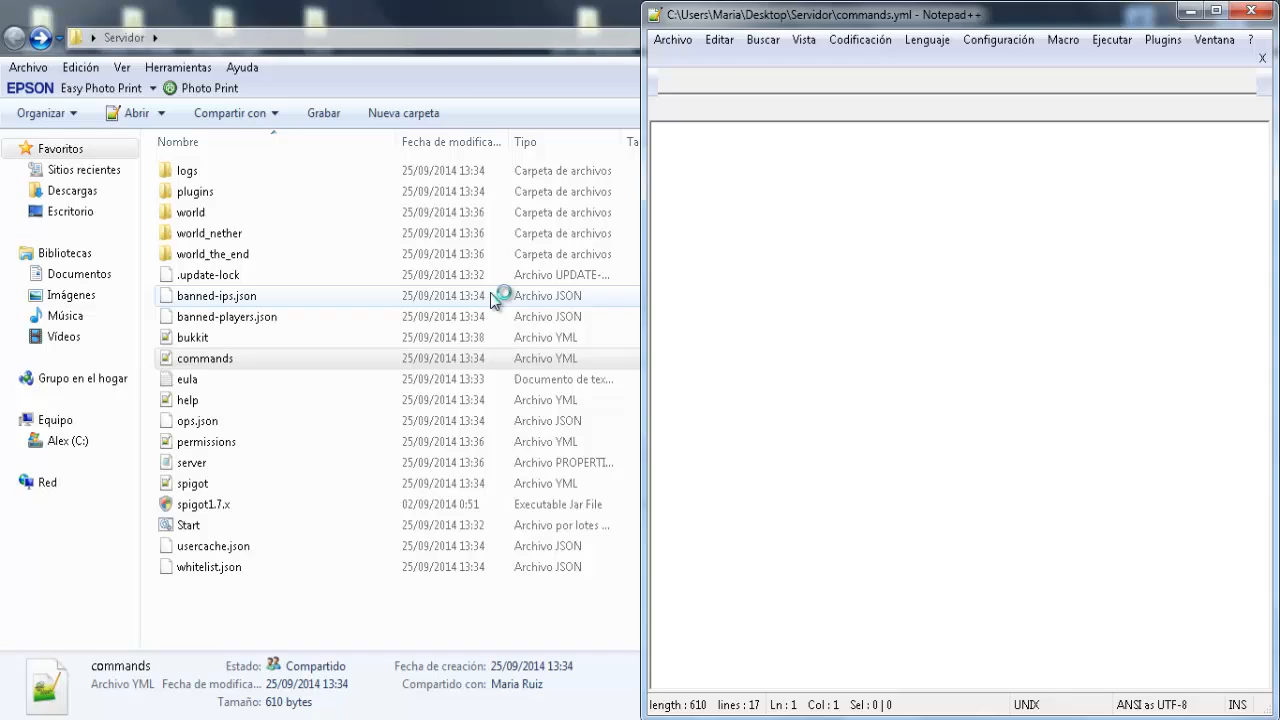 Servidor
Archivo Edición Ver Herramientas Ayuda
EPSON Easy Photo Print Photo Print
Organizar Abrir Compartir con Grabar Nueva carpeta
Nombre Fecha de modifica... Tipo Ta
Favoritos
Sitios recientes
Descargas
Escritorio
Bibliotecas
Documentos
Imágenes
Música
Vídeos
Grupo en el hogar
Equipo
Alex (C:)
Red
logs 25/09/2014 13:34 Carpeta de archivos
plugins 25/09/2014 13:34 Carpeta de archivos
world 25/09/2014 13:36 Carpeta de archivos
world_nether 25/09/2014 13:36 Carpeta de archivos
world_the_end 25/09/2014 13:36 Carpeta de archivos
.update-lock 25/09/2014 13:32 Archivo UPDATE-...
banned-ips.json 25/09/2014 13:34 Archivo JSON
banned-players.json 25/09/2014 13:34 Archivo JSON
bukkit 25/09/2014 13:38 Archivo YML
commands 25/09/2014 13:34 Archivo YML
eula 25/09/2014 13:33 Documento de tex...
help 25/09/2014 13:34 Archivo YML
ops.json 25/09/2014 13:34 Archivo JSON
permissions 25/09/2014 13:36 Archivo YML
server 25/09/2014 13:36 Archivo PROPERTI...
spigot 25/09/2014 13:34 Archivo YML
spigot1.7.x 02/09/2014 0:51 Executable Jar File
Start 25/09/2014 13:32 Archivo por lotes ...
usercache.json 25/09/2014 13:34 Archivo JSON
whitelist.json 25/09/2014 13:34 Archivo JSON
commands Estado: Compartido Fecha de creación: 25/09/2014 13:34
Archivo YML Fecha de modifica... 25/09/2014 13:34 Compartido con: Maria Ruiz
Tamaño: 610 bytes
C:\Users\Maria\Desktop\Servidor\commands.yml - Notepad++
Archivo Editar Buscar Vista Codificación Lenguaje Configuración Macro Ejecutar Plugins Ventana ?
X
length : 610 lines : 17 Ln : 1 Col : 1 Sel : 0 | 0 UNIX ANSI as UTF-8 INS